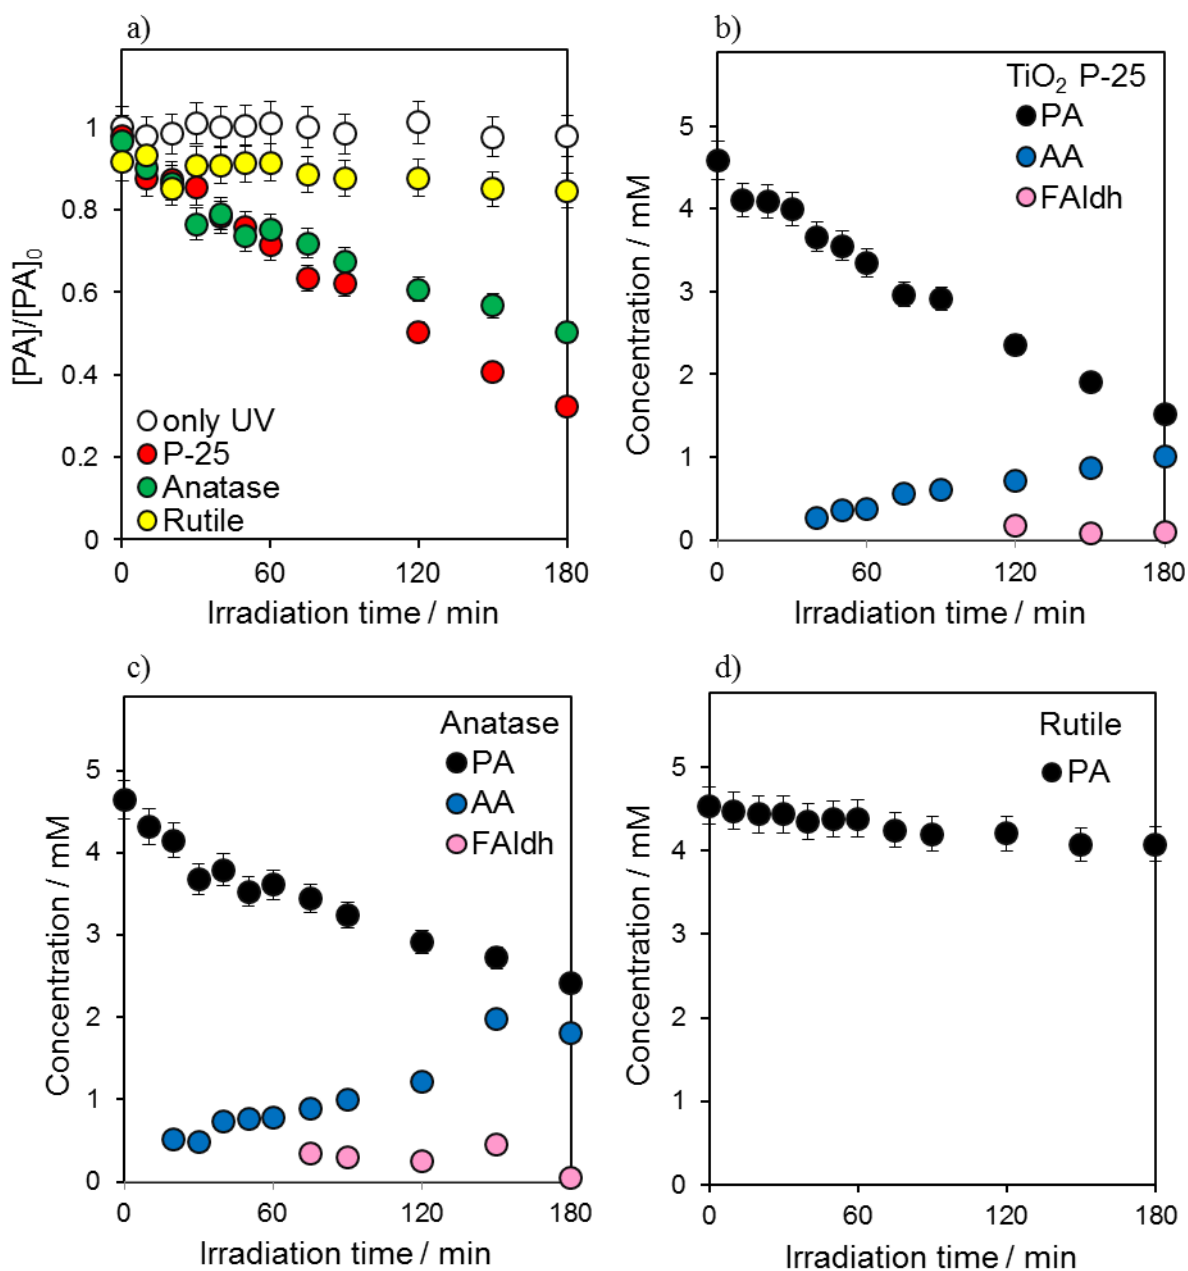 a)
[PA]/[PA]₀
1
0.8
0.6
0.4
0.2
0
only UV
P-25
Anatase
Rutile
0
60
120
180
Irradiation time / min
b)
Concentration / mM
5
4
3
2
1
0
TiO₂ P-25
PA
AA
FAldh
0
60
120
180
Irradiation time / min
c)
Concentration / mM
5
4
3
2
1
0
Anatase
PA
AA
FAldh
0
60
120
180
Irradiation time / min
d)
Concentration / mM
5
4
3
2
1
0
Rutile
PA
0
60
120
180
Irradiation time / min